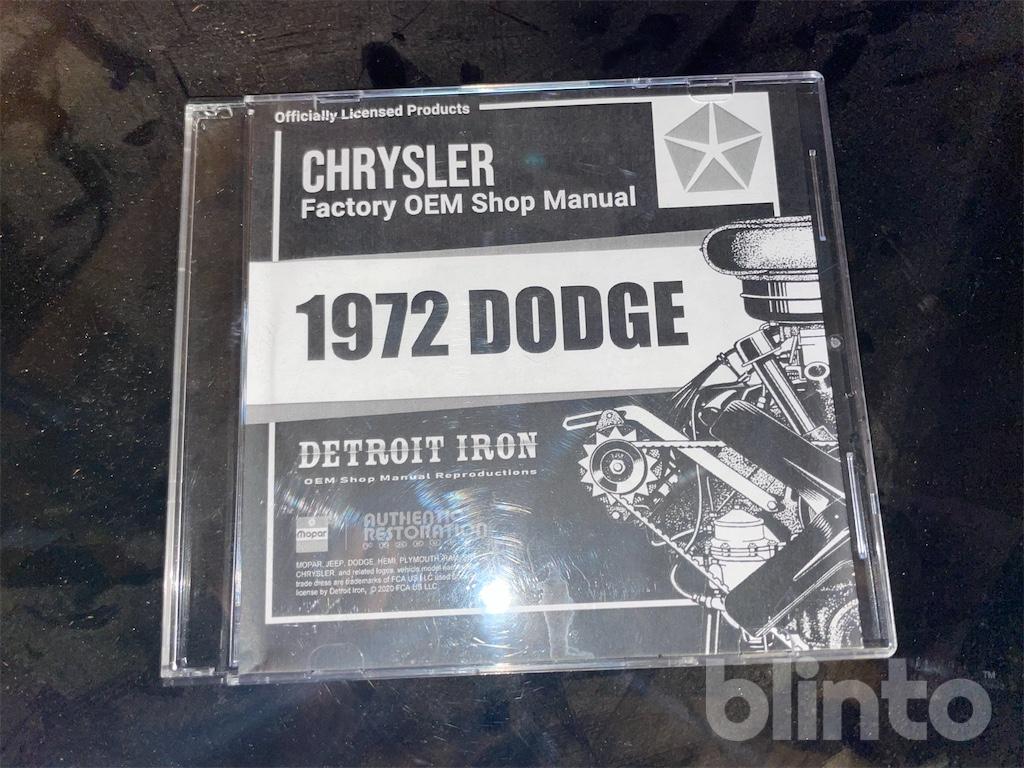 Officially Licensed Products
CHRYSLER
Factory OEM Shop Manual
1972 DODGE
DETROIT IRON
OEM Shop Manual Reproductions
mopar
AUTHENTIC
RESTORATION
MOPAR, JEEP, DODGE, HEMI, PLYMOUTH, RAM,
CHRYSLER, and related logos, vehicle model
trade dress are trademarks of FCA US LLC used
license by Detroit Iron, © 2020 FCA US LLC
blinto™